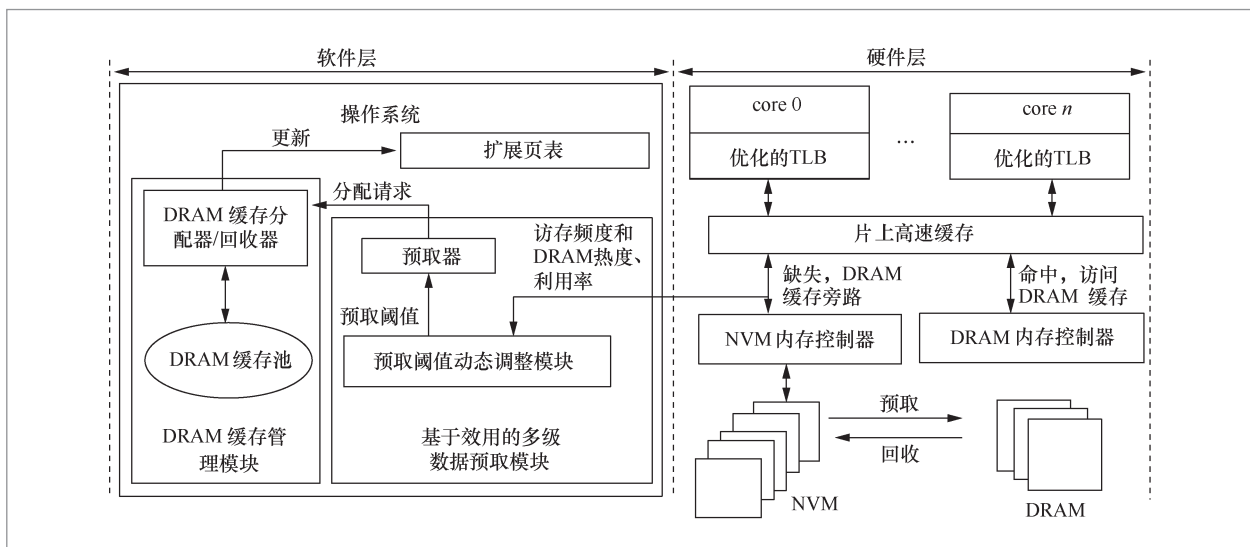 软件层
硬件层
操作系统
更新
扩展页表
分配请求
DRAM 缓存分
配器/回收器
预取器
访存频度和
DRAM热度、
利用率
预取阈值
DRAM 缓存池
预取阈值动态调整模块
DRAM 缓存管
理模块
基于效用的多级
数据预取模块
core 0
优化的TLB
...
core n
优化的TLB
片上高速缓存
缺失，DRAM
缓存旁路
命中，访问
DRAM 缓存
NVM 内存控制器
DRAM 内存控制器
预取
回收
NVM
DRAM